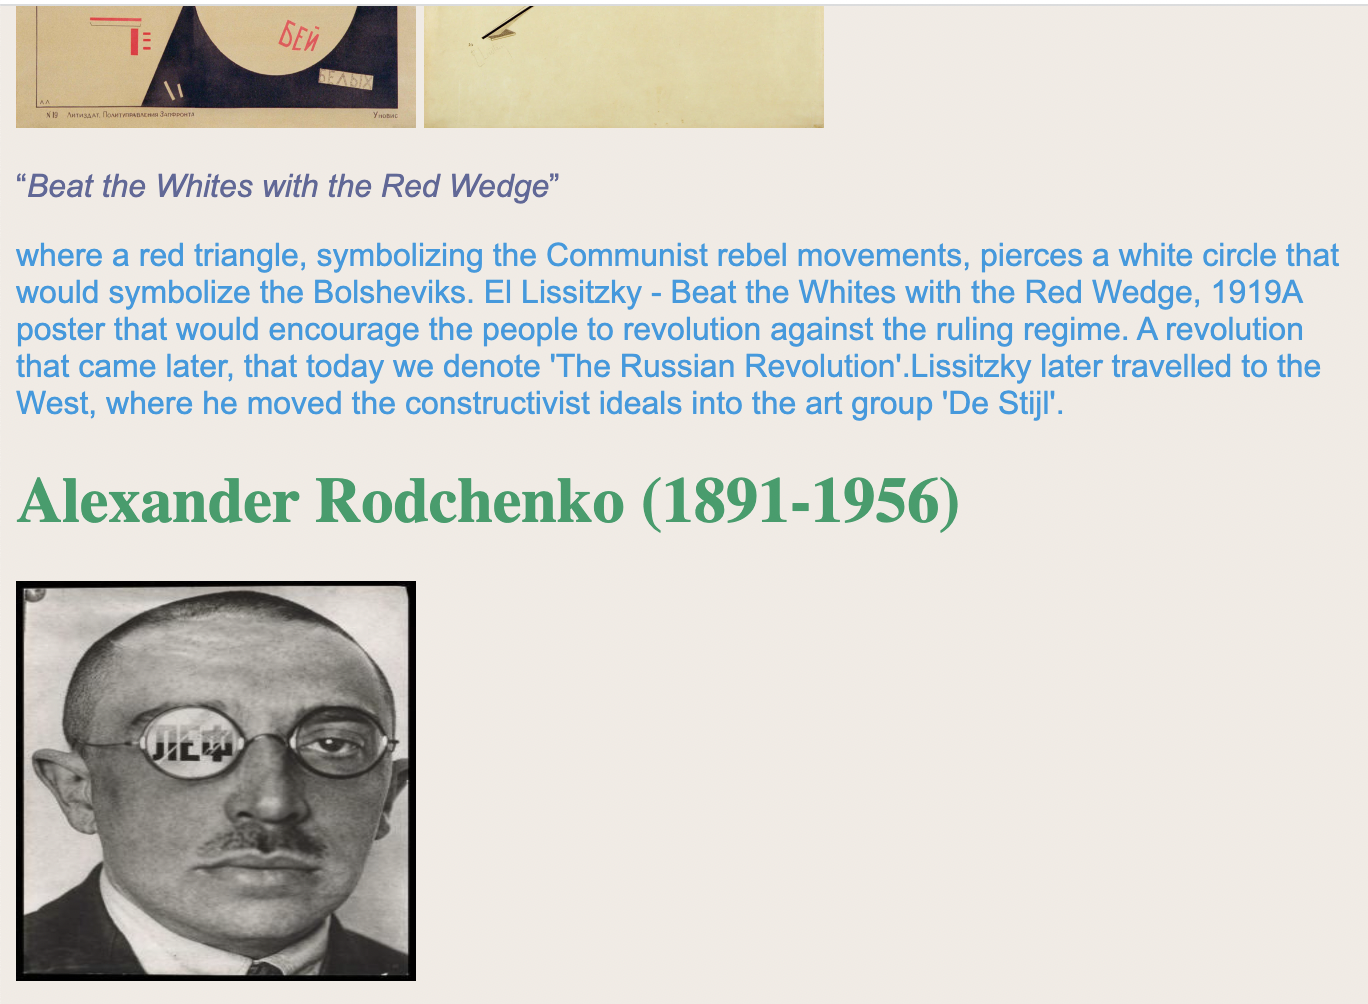 БЕЙ
БЕЛЫХ
Л Л
№ 10 Литиздат. Политуправления Запфронта Уновис
“Beat the Whites with the Red Wedge”
where a red triangle, symbolizing the Communist rebel movements, pierces a white circle that
would symbolize the Bolsheviks. El Lissitzky - Beat the Whites with the Red Wedge, 1919A
poster that would encourage the people to revolution against the ruling regime. A revolution
that came later, that today we denote 'The Russian Revolution'.Lissitzky later travelled to the
West, where he moved the constructivist ideals into the art group 'De Stijl'.
Alexander Rodchenko (1891-1956)
ЛЕФ